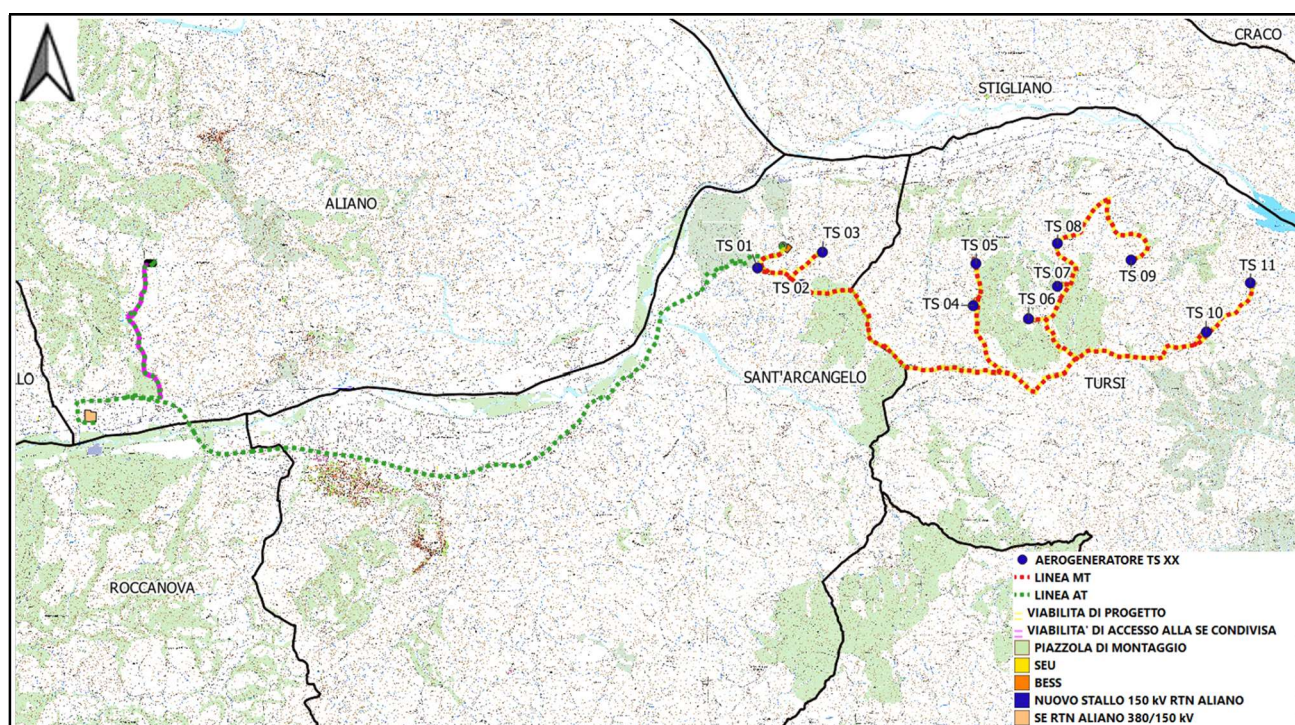 CRACO
STIGLIANO
ALIANO
TS 01
TS 03
TS 02
TS 05
TS 08
TS 09
TS 11
TS 04
TS 07
TS 06
TS 10
LO
SANT'ARCANGELO
TURSI
ROCCANOVA
AEROGENERATORE TS XX
LINEA MT
LINEA AT
VIABILITA DI PROGETTO
VIABILITA' DI ACCESSO ALLA SE CONDIVISA
PIAZZOLA DI MONTAGGIO
SEU
BESS
NUOVO STALLO 150 kV RTN ALIANO
SE RTN ALIANO 380/150 kV